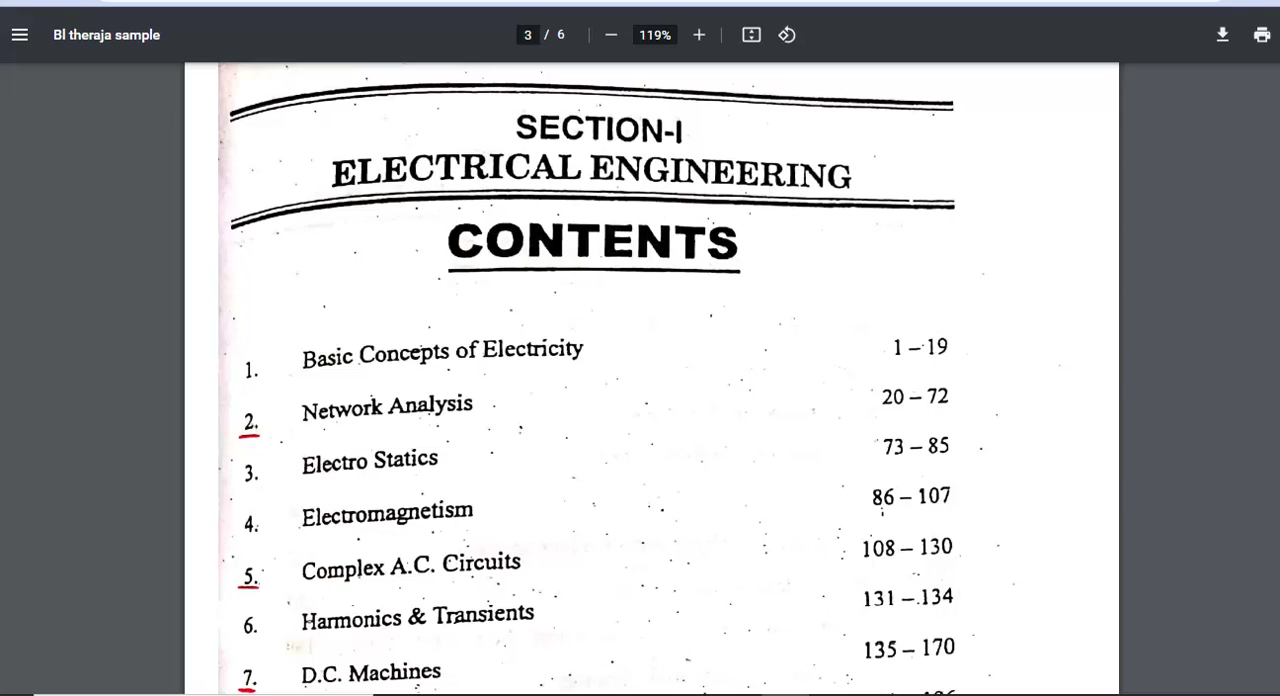 Bl theraja sample
3 / 6
119%
SECTION-I
ELECTRICAL ENGINEERING
CONTENTS
1. Basic Concepts of Electricity 1 – 19
2. Network Analysis 20 – 72
3. Electro Statics 73 – 85
4. Electromagnetism 86 – 107
5. Complex A.C. Circuits 108 – 130
6. Harmonics & Transients 131 – 134
7. D.C. Machines 135 – 170